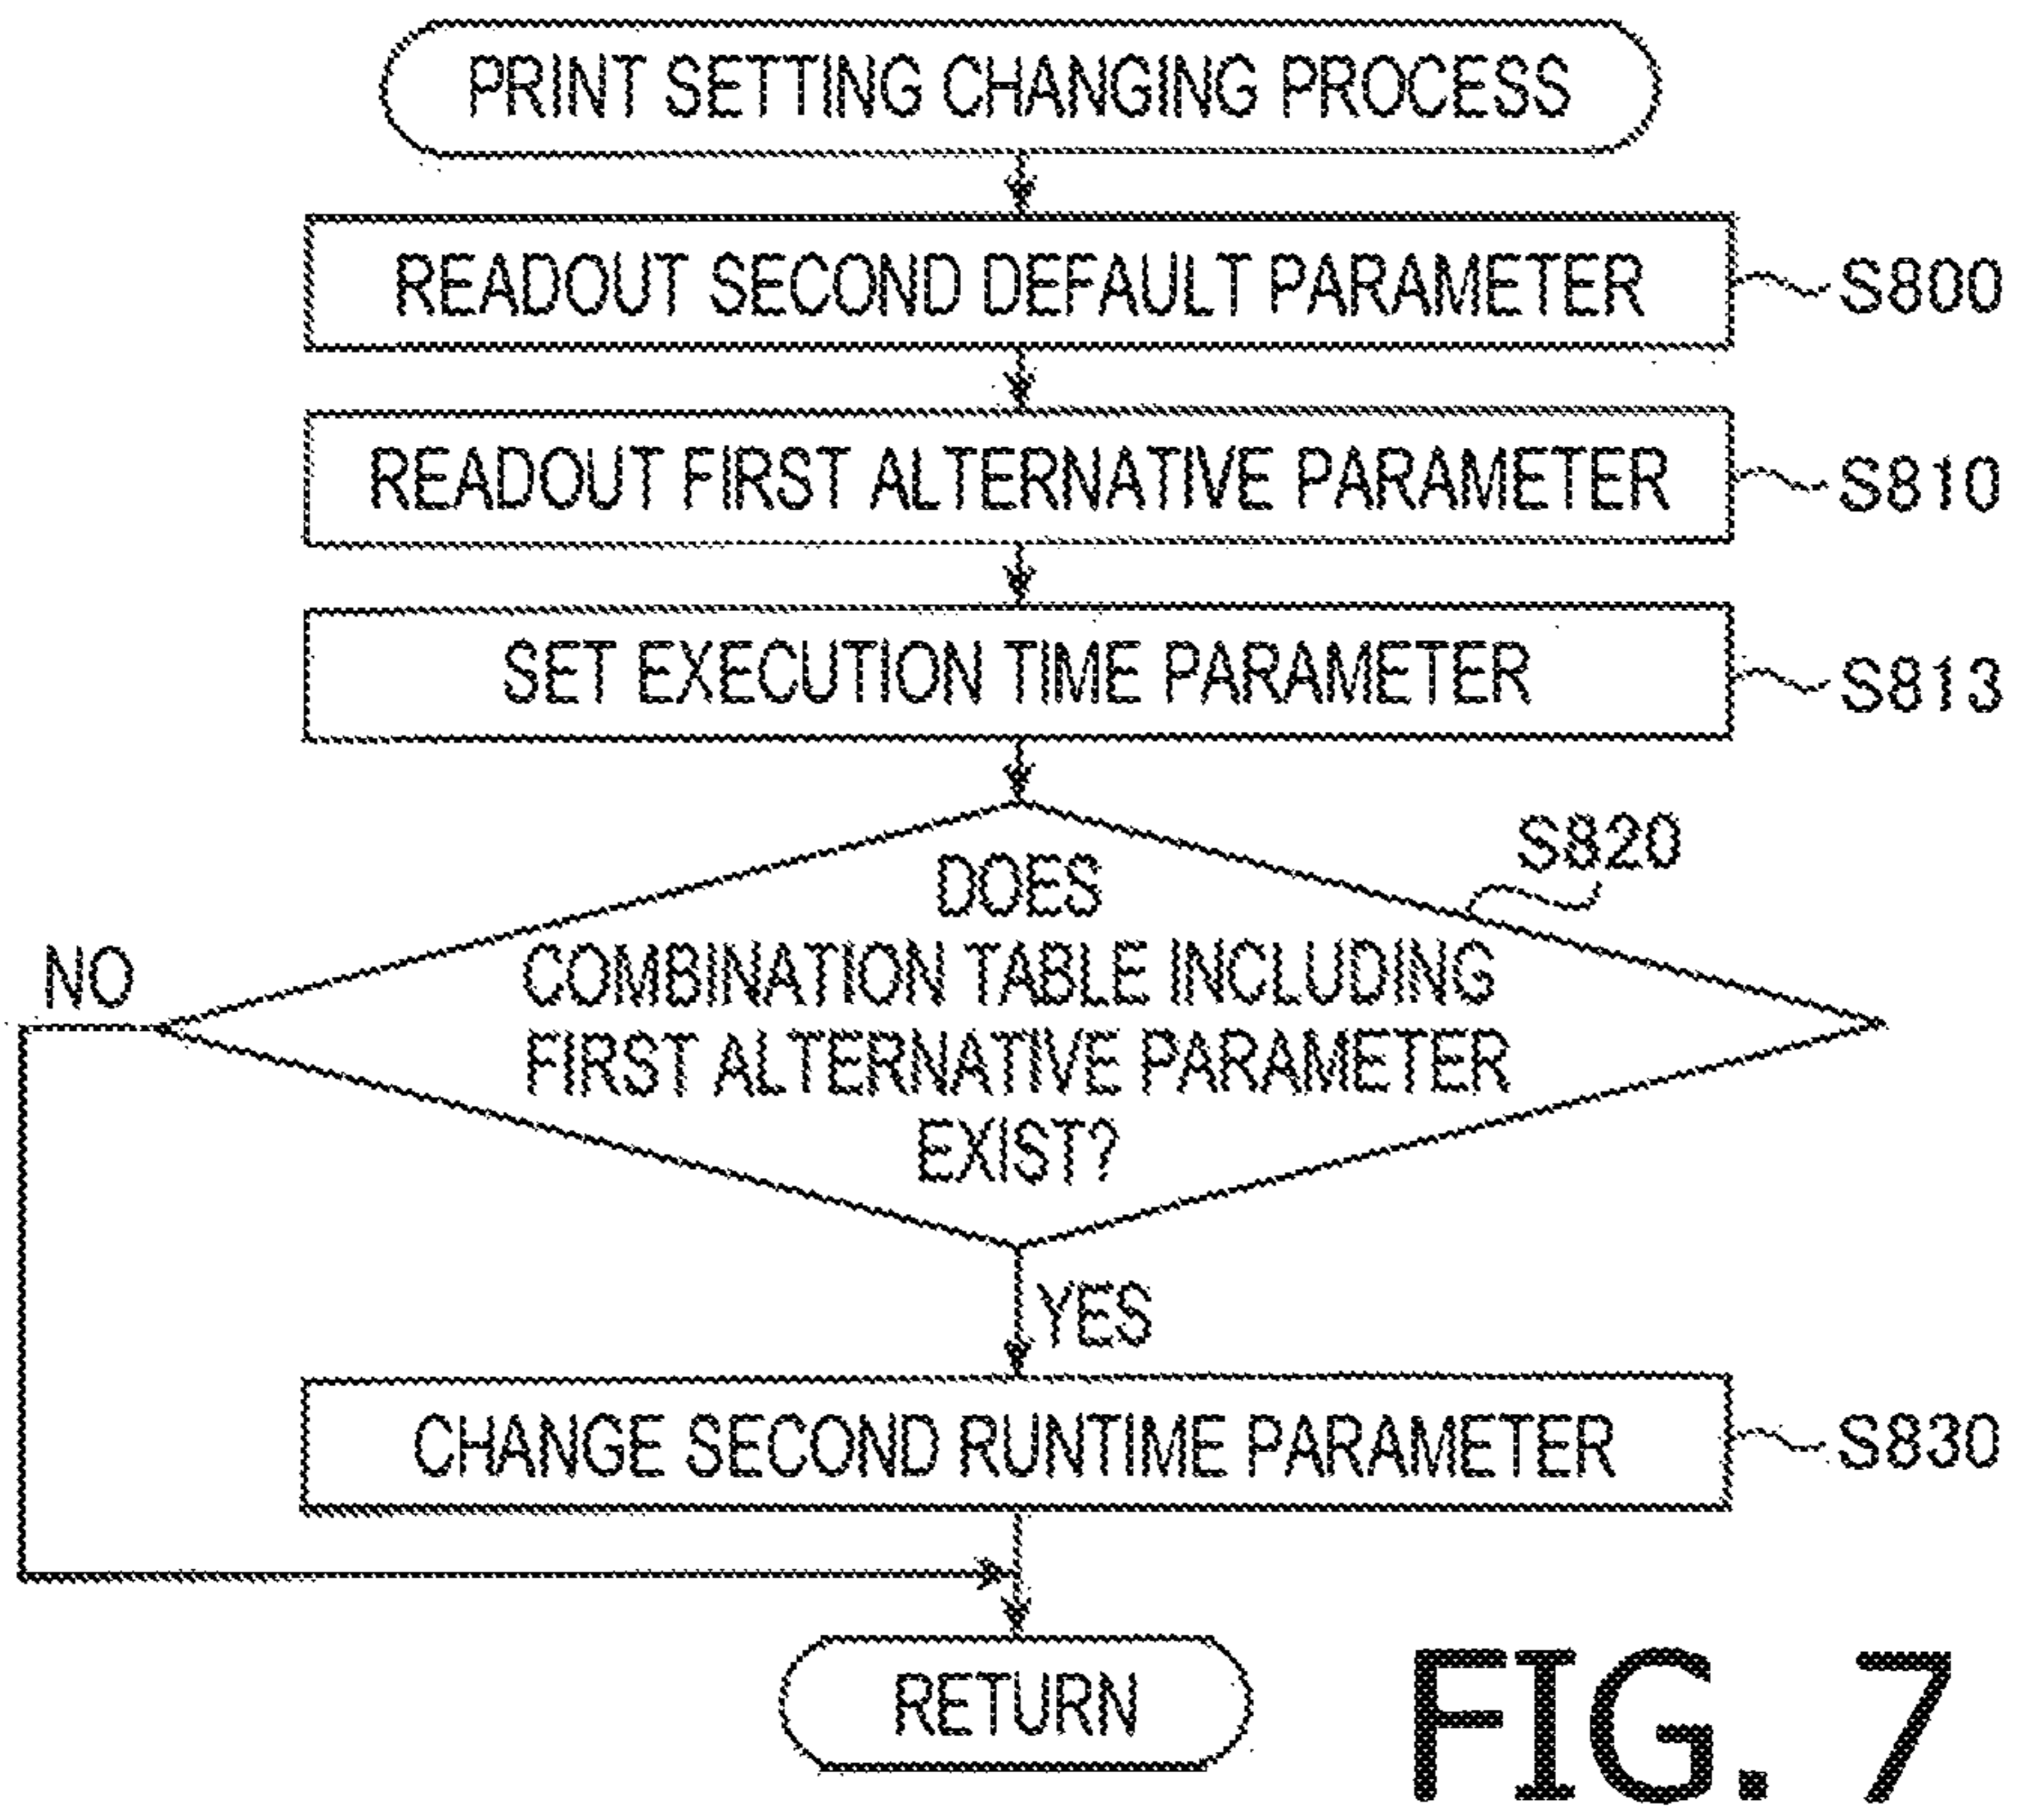 PRINT SETTING CHANGING PROCESS
READOUT SECOND DEFAULT PARAMETER
S800
READOUT FIRST ALTERNATIVE PARAMETER
S810
SET EXECUTION TIME PARAMETER
S813
S820
DOES
COMBINATION TABLE INCLUDING
FIRST ALTERNATIVE PARAMETER
EXIST?
NO
YES
CHANGE SECOND RUNTIME PARAMETER
S830
RETURN
FIG. 7